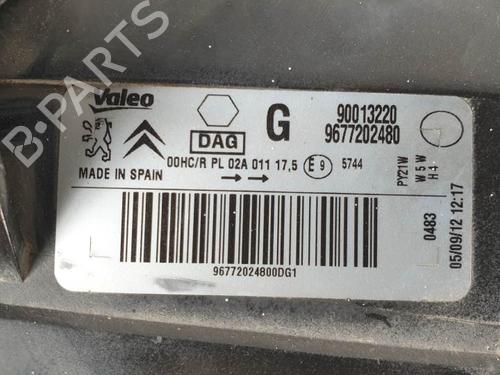 B-PARTS
Valeo
DAG
G
90013220
9677202480
00HC/R PL 02A 011 17,5 E9 5744
MADE IN SPAIN
PY21W
W5W
H4
0483
05/09/12 12:17
96772024800DG1